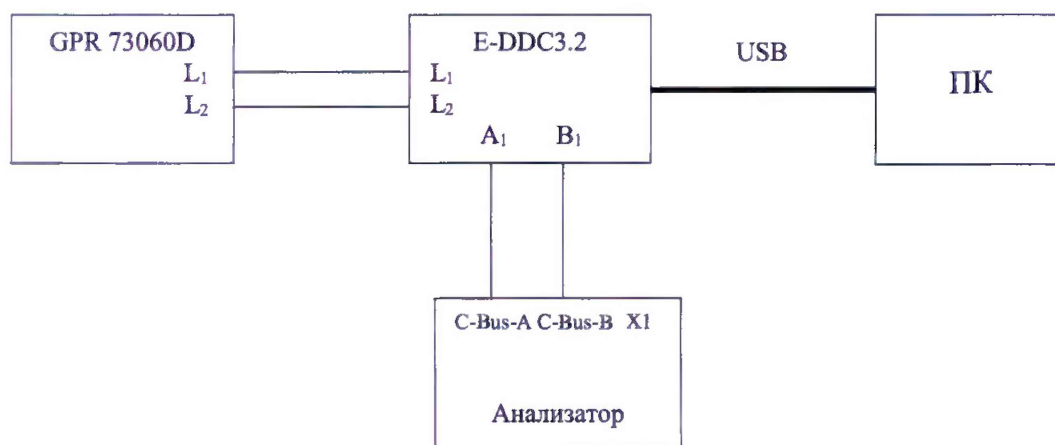 GPR 73060D
L₁
L₂
E-DDC3.2
L₁
L₂
A₁ B₁
USB
ПК
C-Bus-A C-Bus-B X1
Анализатор